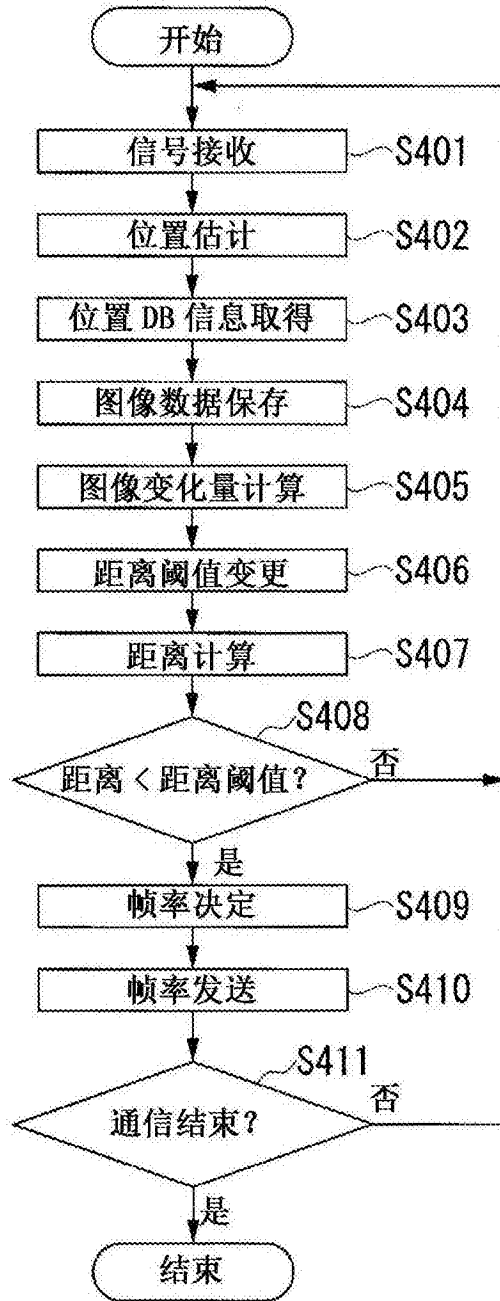 开始
信号接收 S401
位置估计 S402
位置 DB 信息取得 S403
图像数据保存 S404
图像变化量计算 S405
距离阈值变更 S406
距离计算 S407
S408
距离 < 距离阈值? 否
是
帧率决定 S409
帧率发送 S410
S411
通信结束? 否
是
结束